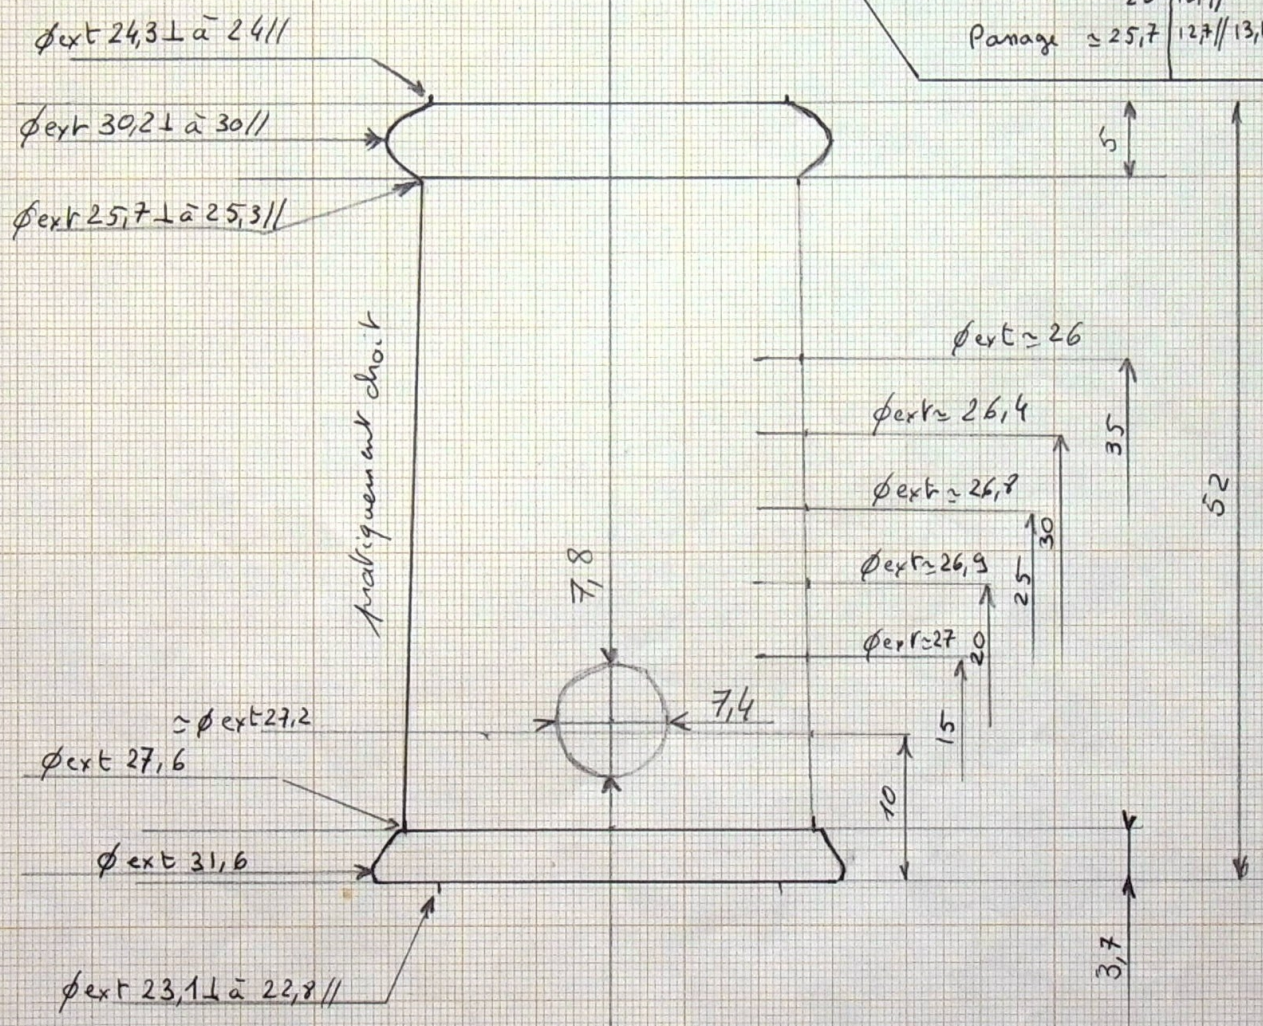 ϕext 24,3⊥ à 24//
ϕext 30,2⊥ à 30//
ϕext 25,7⊥ à 25,3//
≃25,7 12,7//
5
pratiquement droit
ϕext ≃ 26
ϕext ≃ 26,4
ϕext ≃ 26,8
ϕext ≃ 26,9
ϕext ≃ 27
35
30
25
20
15
10
52
7,8
7,4
≃ϕext 27,2
ϕext 27,6
ϕext 31,6
ϕext 23,1⊥ à 22,8//
3,7